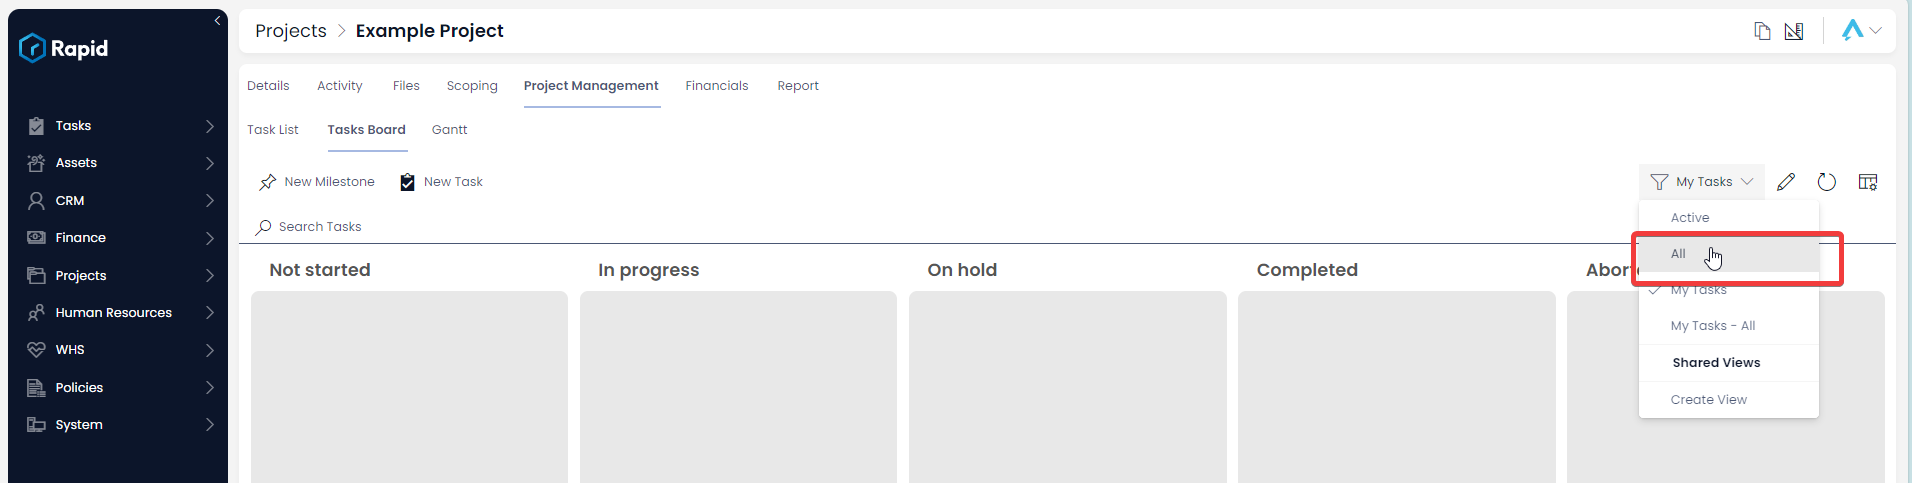 Rapid
Tasks
Assets
CRM
Finance
Projects
Human Resources
WHS
Policies
System
Projects > Example Project
Details Activity Files Scoping Project Management Financials Report
Task List Tasks Board Gantt
New Milestone New Task
My Tasks
Search Tasks
Active
All
My Tasks
My Tasks - All
Shared Views
Create View
Not started In progress On hold Completed Abor